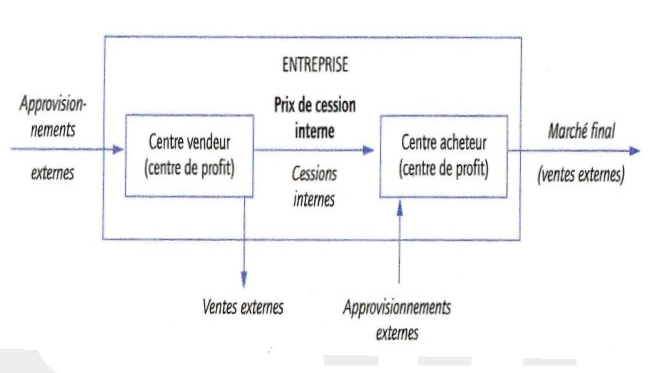 ENTREPRISE
Approvision-
nements
externes
Centre vendeur
(centre de profit)
Prix de cession
interne
Cessions
internes
Centre acheteur
(centre de profit)
Marché final
(ventes externes)
Ventes externes
Approvisionnements
externes